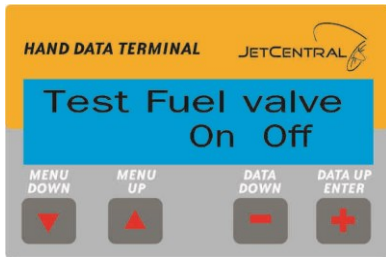 HAND DATA TERMINAL JETCENTRAL
Test Fuel valve
On Off
MENU DOWN MENU UP DATA DOWN DATA UP ENTER